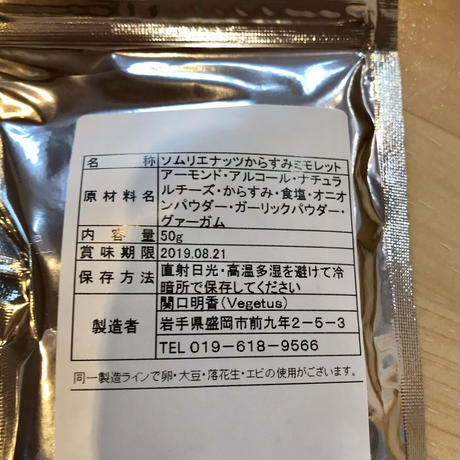 名称 ソムリエナッツからすみミモレット
原材料名 アーモンド・アルコール・ナチュラ
ルチーズ・からすみ・食塩・オニオ
ンパウダー・ガーリックパウダー・
グァーガム
内容量 50g
賞味期限 2019.08.21
保存方法 直射日光・高温多湿を避けて冷
暗所で保存してください
製造者 関口明香(Vegetus)
岩手県盛岡市前九年2-5-3
TEL 019-618-9566
同一製造ラインで卵・大豆・落花生・エビの使用がございます。